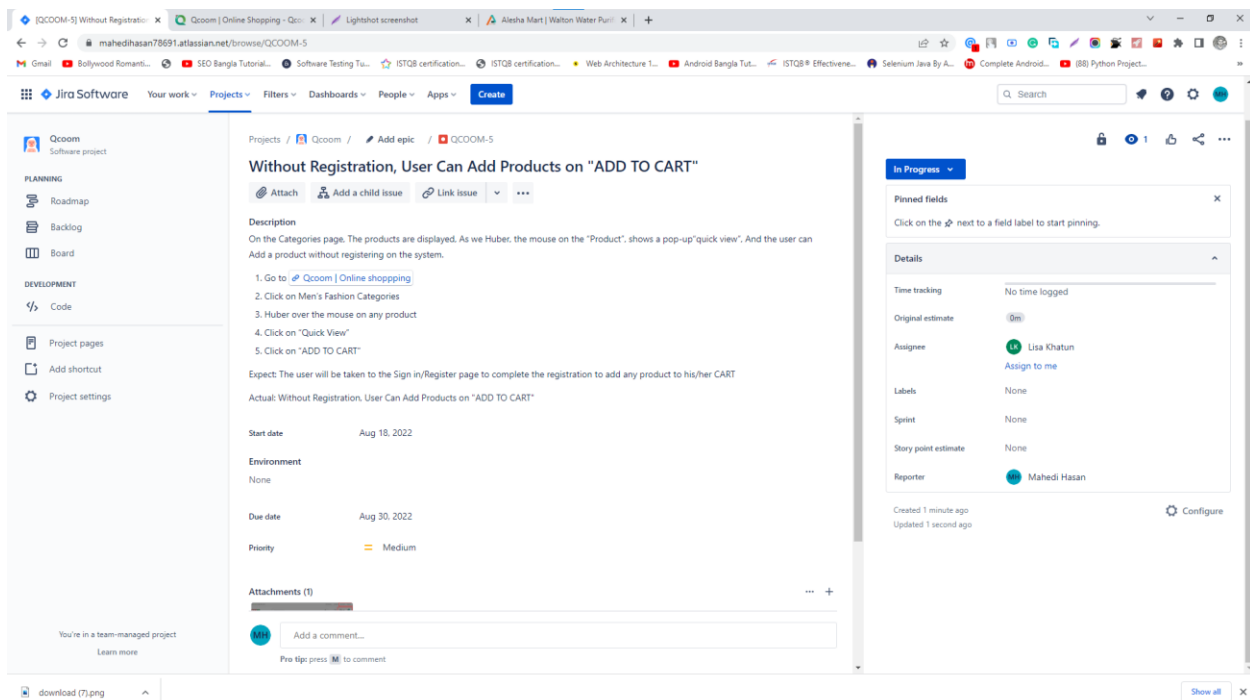 [QCOOM-5] Without Registration
Qcoom | Online Shopping - Qcoo
Lightshot screenshot
Alesha Mart | Walton Water Purif
mahedihasan78691.atlassian.net/browse/QCOOM-5
Gmail
Bollywood Romanti...
SEO Bangla Tutorial...
Software Testing Tu...
ISTQB certification...
ISTQB certification...
Web Architecture 1...
Android Bangla Tut...
ISTQB® Effectivene...
Selenium Java By A...
Complete Android...
(88) Python Project...
»
Jira Software
Your work
Projects
Filters
Dashboards
People
Apps
Create
Search
MH
Qcoom
Software project
PLANNING
Roadmap
Backlog
Board
DEVELOPMENT
Code
Project pages
Add shortcut
Project settings
You're in a team-managed project
Learn more
Projects / Qcoom / Add epic / QCOOM-5
Without Registration, User Can Add Products on "ADD TO CART"
Attach
Add a child issue
Link issue
Description
On the Categories page, The products are displayed, As we Huber, the mouse on the "Product", shows a pop-up"quick view", And the user can
Add a product without registering on the system.
1. Go to Qcoom | Online shoppping
2. Click on Men's Fashion Categories
3. Huber over the mouse on any product
4. Click on "Quick View"
5. Click on "ADD TO CART"
Expect: The user will be taken to the Sign in/Register page to complete the registration to add any product to his/her CART
Actual: Without Registration, User Can Add Products on "ADD TO CART"
Start date Aug 18, 2022
Environment
None
Due date Aug 30, 2022
Priority Medium
Attachments (1)
MH Add a comment...
Pro tip: press M to comment
1
In Progress
Pinned fields
Click on the next to a field label to start pinning.
Details
Time tracking No time logged
Original estimate 0m
Assignee LK Lisa Khatun
Assign to me
Labels None
Sprint None
Story point estimate None
Reporter MH Mahedi Hasan
Created 1 minute ago
Updated 1 second ago
Configure
download (7).png
Show all